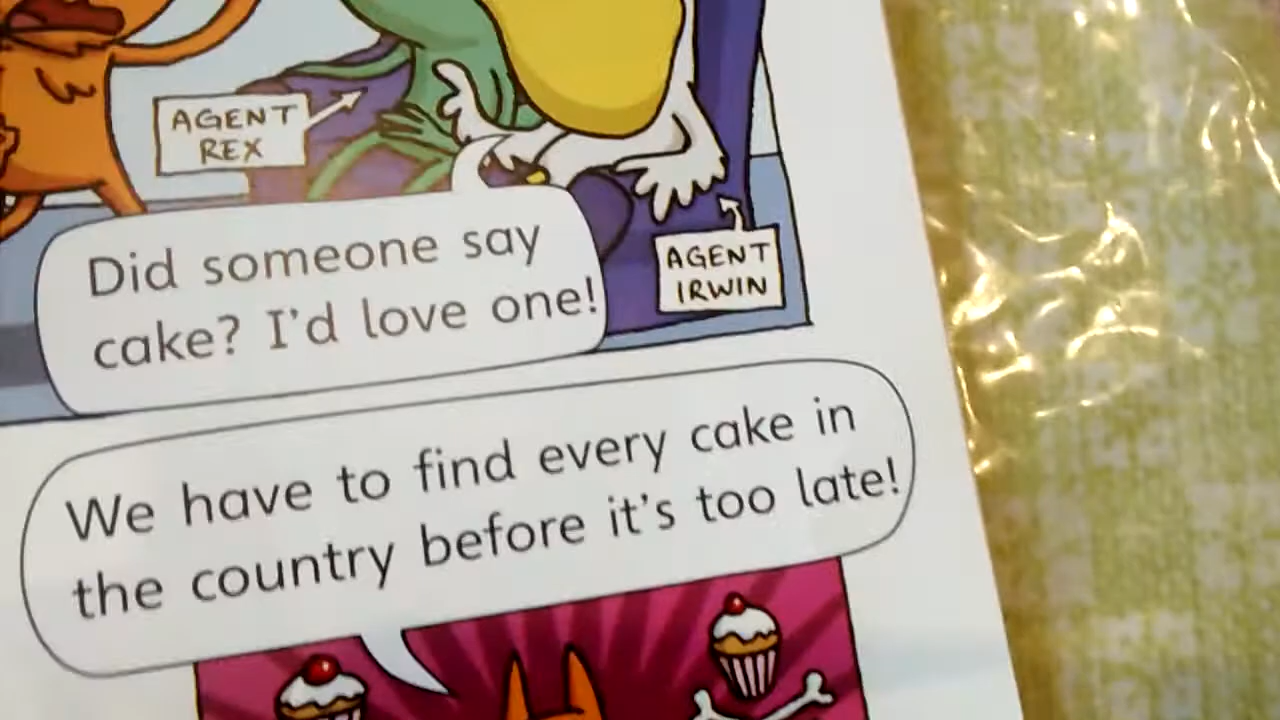 AGENT
REX
AGENT
IRWIN
Did someone say
cake? I'd love one!
We have to find every cake in
the country before it's too late!